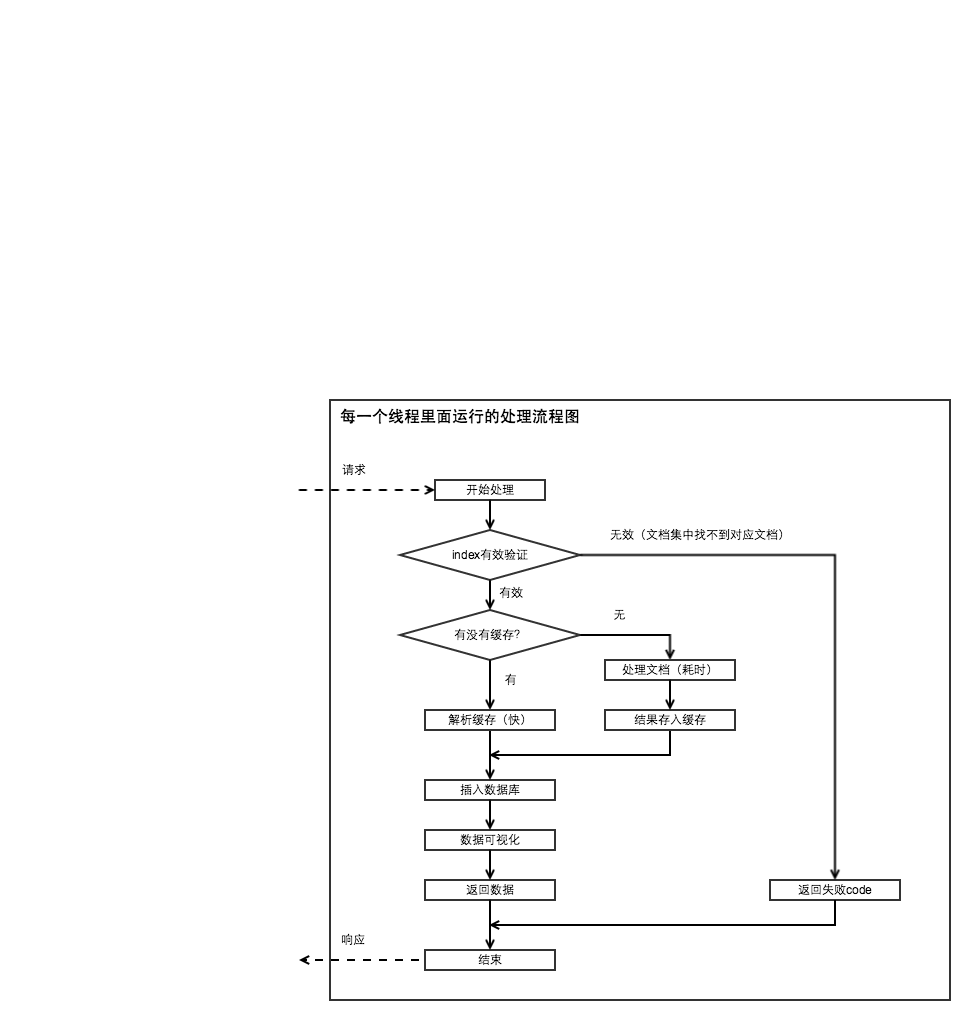 每一个线程里面运行的处理流程图
请求
开始处理
无效（文档集中找不到对应文档）
index有效验证
有效
无
有没有缓存?
处理文档（耗时）
有
解析缓存（快）
结果存入缓存
插入数据库
数据可视化
返回数据
返回失败code
响应
结束